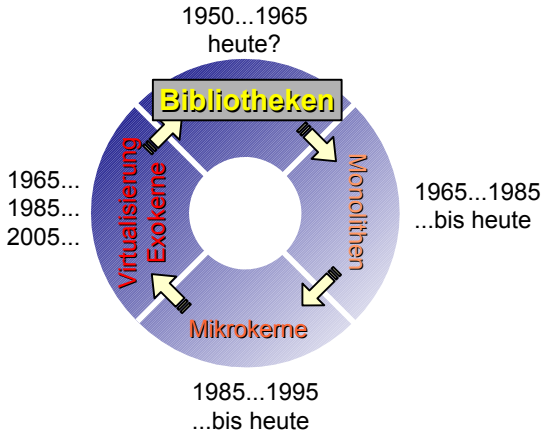 1950...1965
heute?
Bibliotheken
Monolithen
1965...1985
...bis heute
Mikrokerne
1985...1995
...bis heute
Virtualisierung
Exokerne
1965...
1985...
2005...